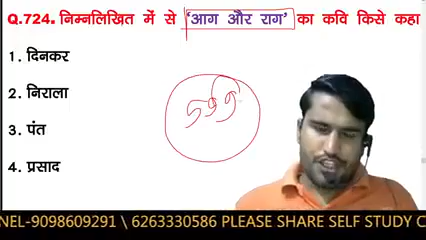 Q.724. निम्नलिखित में से 'आग और राग' का कवि किसे कहा
1. दिनकर
2. निराला
3. पंत
4. प्रसाद
NEL-9098609291 \ 6263330586 PLEASE SHARE SELF STUDY C